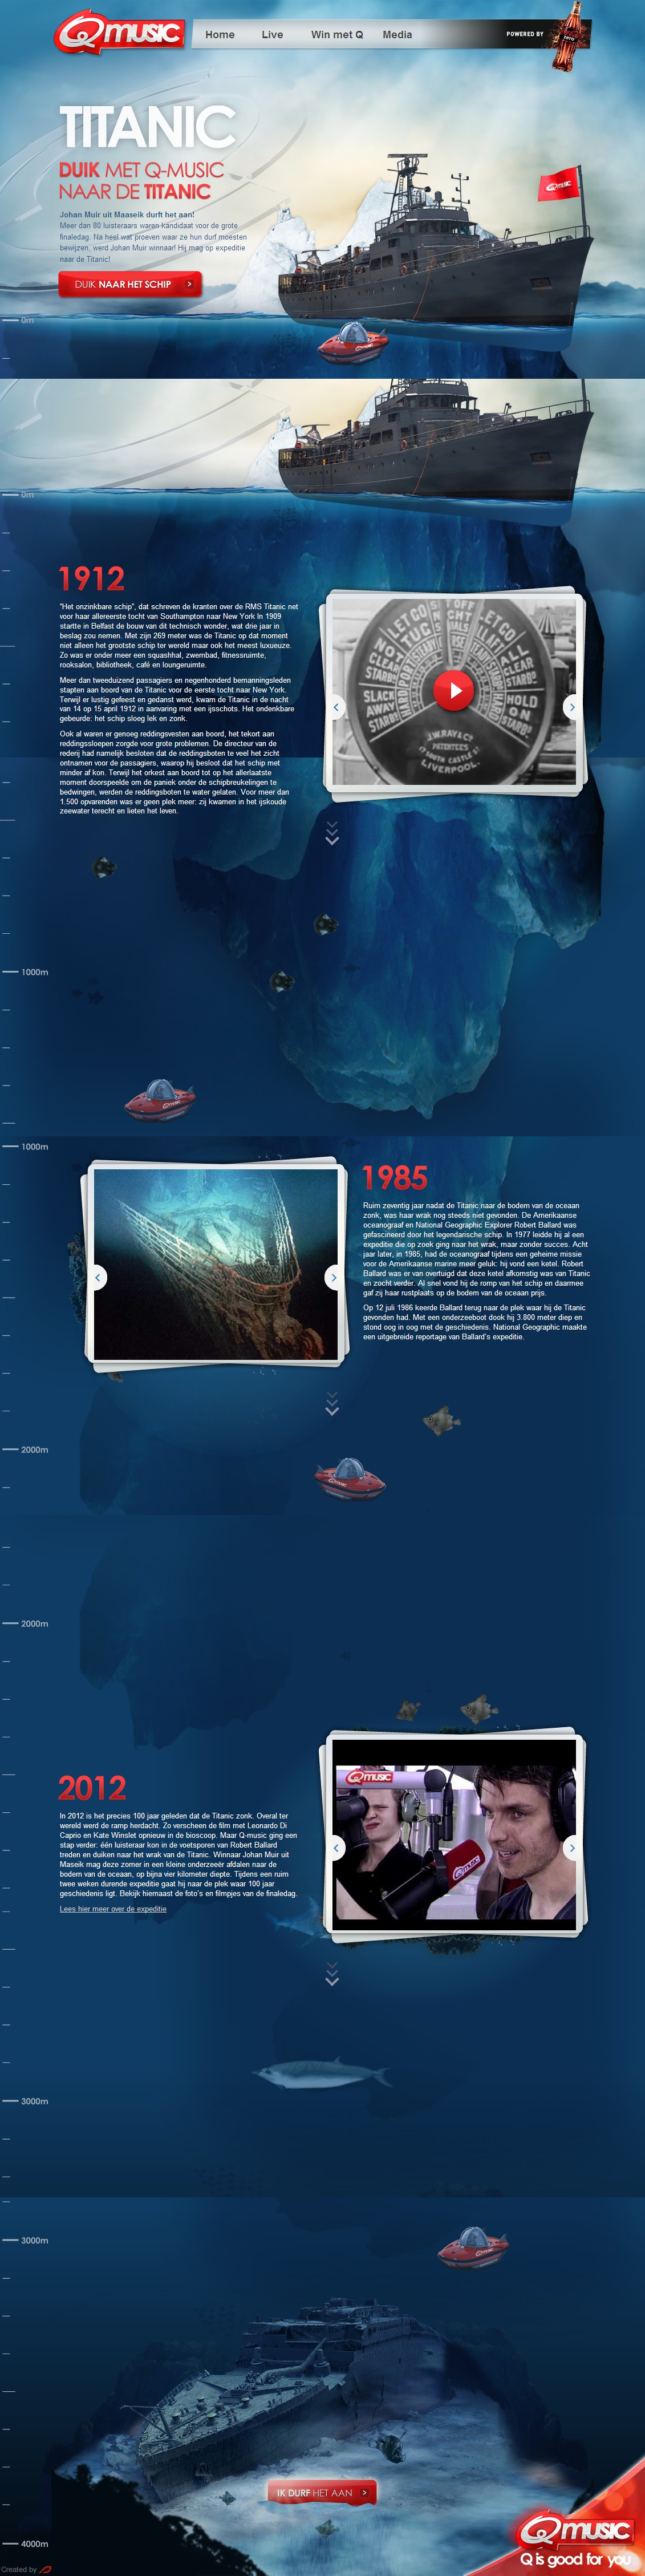 Q music
Home Live Win met Q Media
POWERED BY
zero
TITANIC
DUIK MET Q-MUSIC
NAAR DE TITANIC
Johan Muir uit Maaseik durft het aan!
Meer dan 80 luisteraars waren kandidaat voor de grote
finaledag. Na heel wat proeven waar ze hun durf moesten
bewijzen, werd Johan Muir winnaar! Hij mag op expeditie
naar de Titanic!
DUIK NAAR HET SCHIP
Q music
0m
0m
1912
"Het onzinkbare schip", dat schreven de kranten over de RMS Titanic net
voor haar allereerste tocht van Southampton naar New York In 1909
startte in Belfast de bouw van dit technisch wonder, wat drie jaar in
beslag zou nemen. Met zijn 269 meter was de Titanic op dat moment
niet alleen het grootste schip ter wereld maar ook het meest luxueuze.
Zo was er onder meer een squashhal, zwembad, fitnessruimte,
rooksalon, bibliotheek, café en loungeruimte.
Meer dan tweeduizend passagiers en negenhonderd bemanningsleden
stapten aan boord van de Titanic voor de eerste tocht naar New York.
Terwijl er lustig gefeest en gedanst werd, kwam de Titanic in de nacht
van 14 op 15 april 1912 in aanvaring met een ijsschots. Het ondenkbare
gebeurde: het schip sloeg lek en zonk.
Ook al waren er genoeg reddingsvesten aan boord, het tekort aan
reddingssloepen zorgde voor grote problemen. De directeur van de
rederij had namelijk besloten dat de reddingsboten te veel het zicht
ontnamen voor de passagiers, waarop hij besloot dat het schip met
minder af kon. Terwijl het orkest aan boord tot op het allerlaatste
moment doorspeelde om de paniek onder de schipbreukelingen te
bedwingen, werden de reddingsboten te water gelaten. Voor meer dan
1.500 opvarenden was er geen plek meer: zij kwamen in het ijskoude
zeewater terecht en lieten het leven.
LET GO
SLACK
J.W.RAY & CO
PATENTEES.
SOUTH CASTLE
LIVERPOOL.
1000m
1000m
1985
Ruim zeventig jaar nadat de Titanic naar de bodem van de oceaan
zonk, was haar wrak nog steeds niet gevonden. De Amerikaanse
oceanograaf en National Geographic Explorer Robert Ballard was
gefascineerd door het legendarische schip. In 1977 leidde hij al een
expeditie die op zoek ging naar het wrak, maar zonder succes. Acht
jaar later, in 1985, had de oceanograaf tijdens een geheime missie
voor de Amerikaanse marine meer geluk: hij vond een ketel. Robert
Ballard was er van overtuigd dat deze ketel afkomstig was van Titanic
en zocht verder. Al snel vond hij de romp van het schip en daarmee
gaf zij haar rustplaats op de oceaan prijs.
Op 12 juli 1986 keerde Ballard terug naar de plek waar hij de Titanic
gevonden had. Met een onderzeeboot dook hij 3.800 meter diep en
stond oog in oog met de geschiedenis. National Geographic maakte
een uitgebreide reportage van Ballard's expeditie.
2000m
2000m
2012
In 2012 is het precies 100 jaar geleden dat de Titanic zonk. Overal ter
wereld werd de ramp herdacht. Zo verscheen de film met Leonardo Di
Caprio en Kate Winslet opnieuw in de bioscoop. Maar Q-music ging een
stap verder: één luisteraar kon in de voetsporen van Robert Ballard
treden en duiken naar het wrak van de Titanic. Winnaar Johan Muir uit
Maseik mag deze zomer in een kleine onderzeeër afdalen naar de
bodem van de oceaan, op bijna vier kilometer diepte. Tijdens een ruim
twee weken durende expeditie gaat hij naar de plek waar 100 jaar
geschiedenis ligt. Bekijk hiernaast de foto's en filmpjes van de finaledag.
Lees hier meer over de expeditie
Q music
Q music
3000m
3000m
IK DURF HET AAN
4000m
Q music
Q is good for you
Created by